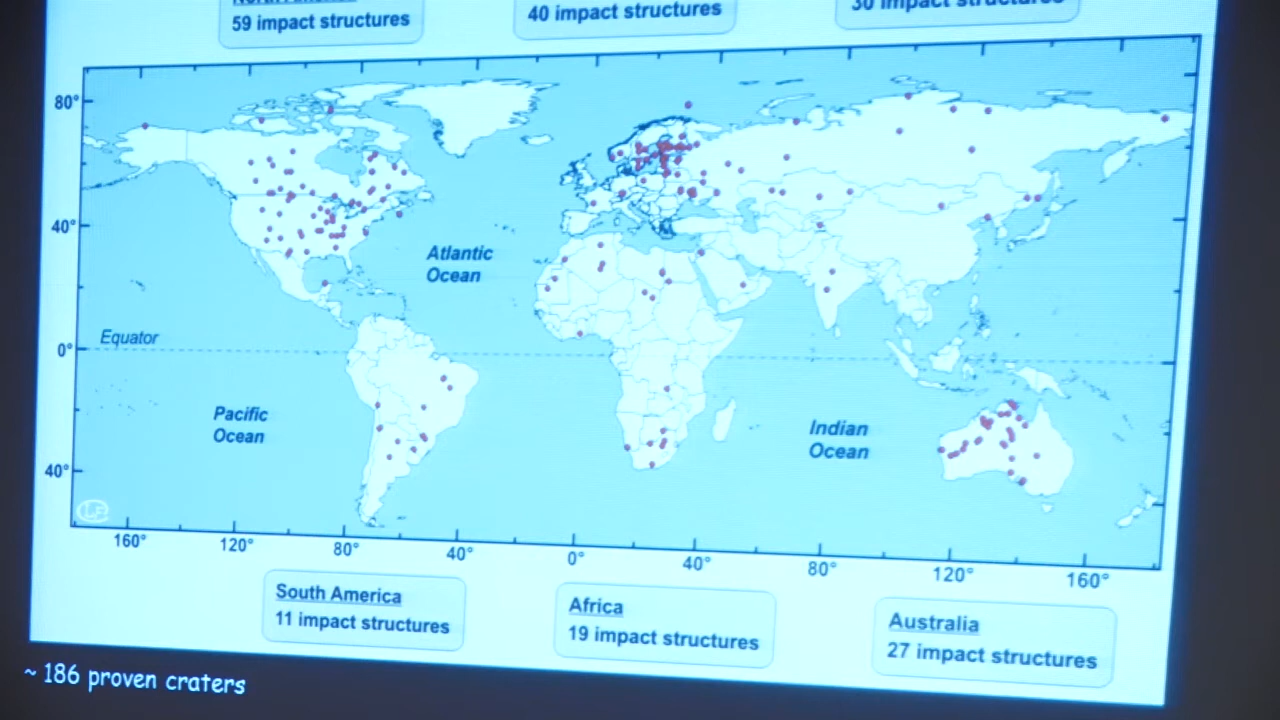 North America
59 impact structures
40 impact structures
30 impact structures
80°
40°
0°
40°
Equator
Atlantic
Ocean
Pacific
Ocean
Indian
Ocean
160°
120°
80°
40°
0°
40°
80°
120°
160°
South America
11 impact structures
Africa
19 impact structures
Australia
27 impact structures
~ 186 proven craters